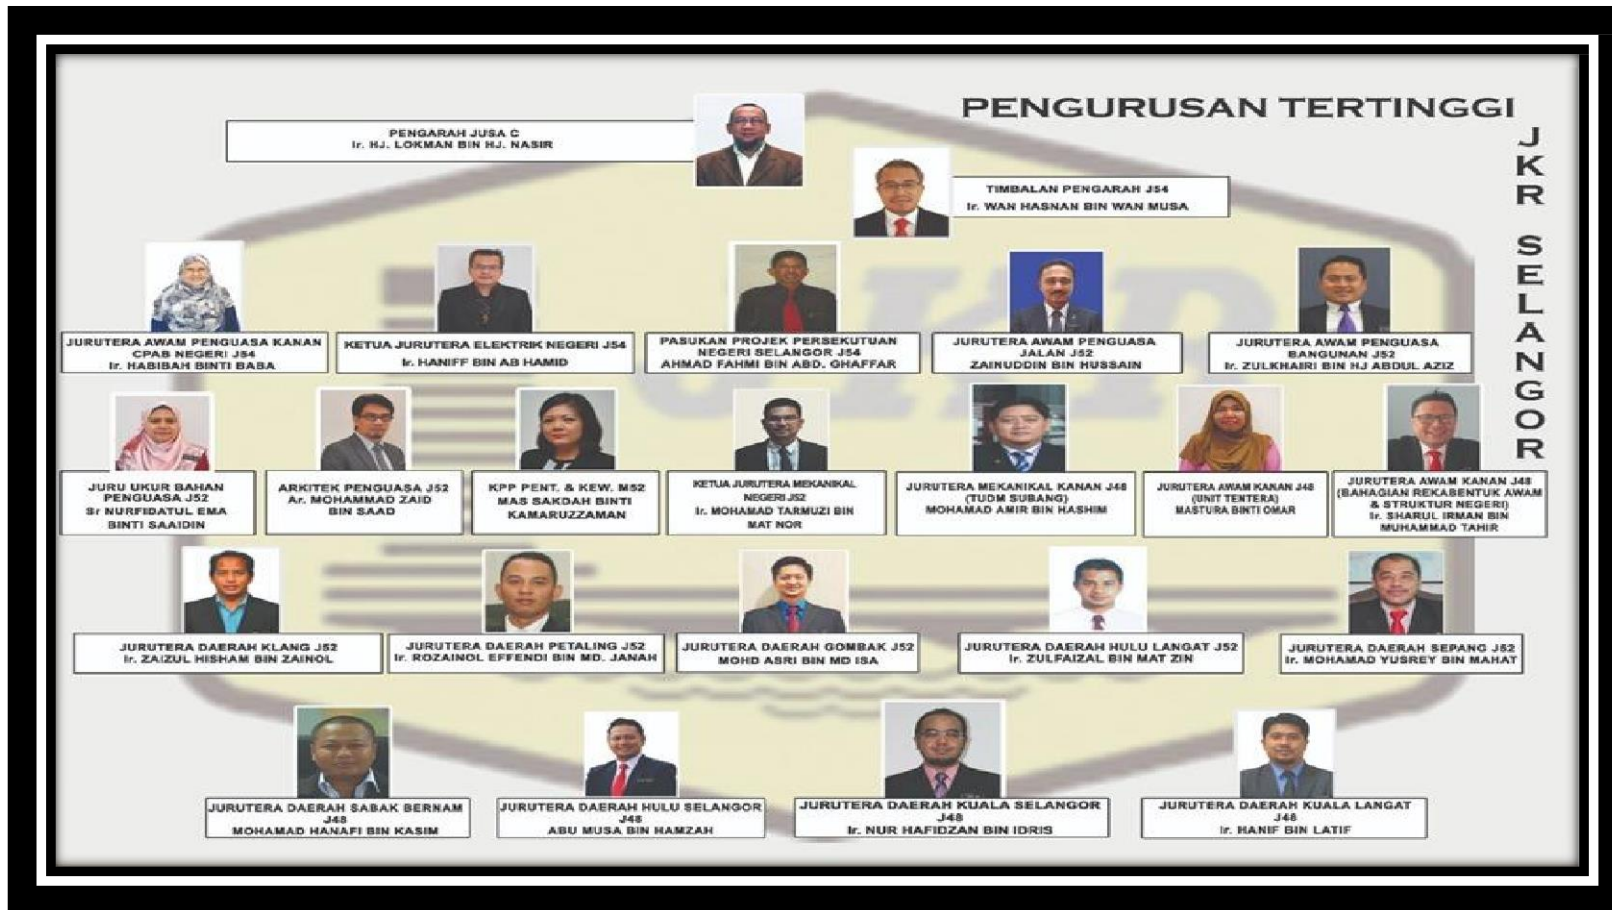 PENGURUSAN TERTINGGI
JKR SELANGOR
PENGARAH JUSA C
Ir. HJ. LOKMAN BIN HJ. NASIR
TIMBALAN PENGARAH J54
Ir. WAN HASNAN BIN WAN MUSA
JURUTERA AWAM PENGUASA KANAN
CPAB NEGERI J54
Ir. HABIBAH BINTI BABA
KETUA JURUTERA ELEKTRIK NEGERI J54
Ir. HANIFF BIN AB HAMID
PASUKAN PROJEK PERSEKUTUAN
NEGERI SELANGOR J54
AHMAD FAHMI BIN ABD. GHAFFAR
JURUTERA AWAM PENGUASA
JALAN J52
ZAINUDDIN BIN HUSSAIN
JURUTERA AWAM PENGUASA
BANGUNAN J52
Ir. ZULKHAIRI BIN HJ ABDUL AZIZ
JURU UKUR BAHAN
PENGUASA J52
Sr NURFIDATUL EMA
BINTI SAAIDIN
ARKITEK PENGUASA J52
Ar. MOHAMMAD ZAID
BIN SAAD
KPP PENT. & KEW. M52
MAS SAKDAH BINTI
KAMARUZZAMAN
KETUA JURUTERA MEKANIKAL
NEGERI J52
Ir. MOHAMAD TARMUZI BIN
MAT NOR
JURUTERA MEKANIKAL KANAN J48
(TUDM SUBANG)
MOHAMAD AMIR BIN HASHIM
JURUTERA AWAM KANAN J48
(UNIT TENTERA)
MASTURA BINTI OMAR
JURUTERA AWAM KANAN J48
(BAHAGIAN REKABENTUK AWAM
& STRUKTUR NEGERI)
Ir. SHARUL IRMAN BIN
MUHAMMAD TAHIR
JURUTERA DAERAH KLANG J52
Ir. ZAIZUL HISHAM BIN ZAINOL
JURUTERA DAERAH PETALING J52
Ir. ROZAINOL EFFENDI BIN MD. JANAH
JURUTERA DAERAH GOMBAK J52
MOHD ASRI BIN MD ISA
JURUTERA DAERAH HULU LANGAT J52
Ir. ZULFAIZAL BIN MAT ZIN
JURUTERA DAERAH SEPANG J52
Ir. MOHAMAD YUSREY BIN MAHAT
JURUTERA DAERAH SABAK BERNAM
J48
MOHAMAD HANAFI BIN KASIM
JURUTERA DAERAH HULU SELANGOR
J48
ABU MUSA BIN HAMZAH
JURUTERA DAERAH KUALA SELANGOR
J48
Ir. NUR HAFIDZAN BIN IDRIS
JURUTERA DAERAH KUALA LANGAT
J48
Ir. HANIF BIN LATIF